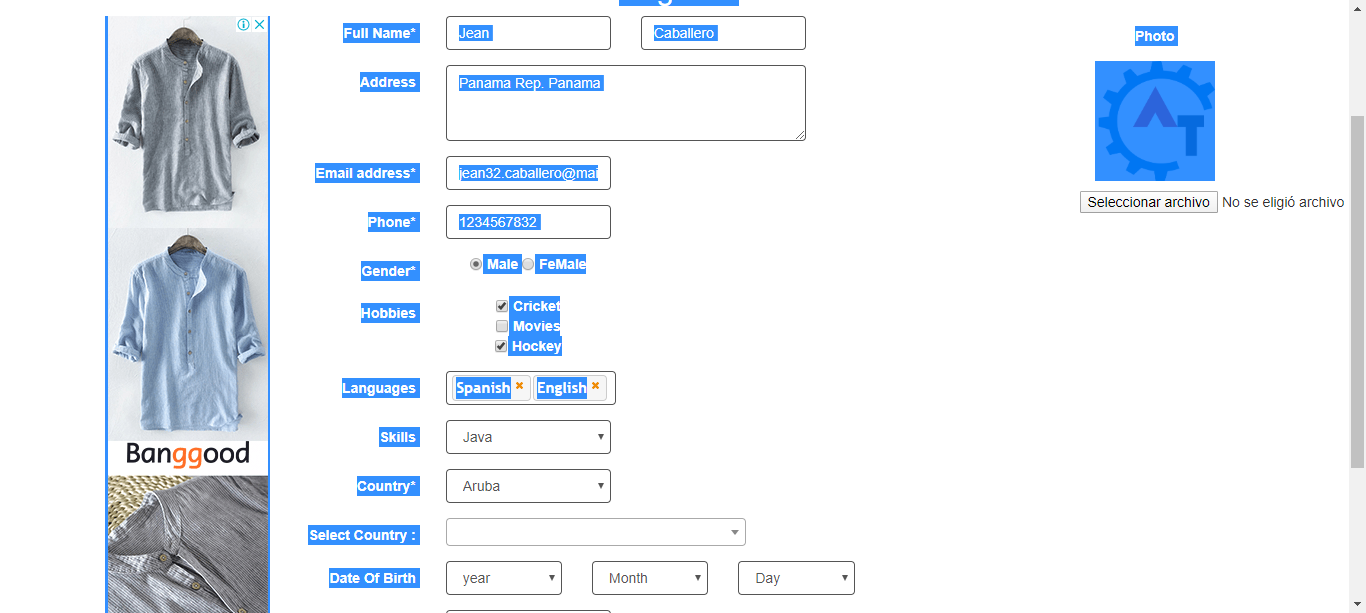 Full Name* Jean Caballero
Photo
Address Panama Rep. Panama
AT
Email address* jean32.caballero@mai
Seleccionar archivo No se eligió archivo
Phone* 1234567832
Gender* Male FeMale
Hobbies Cricket
Movies
Hockey
Languages Spanish English
Skills Java
Banggood
Country* Aruba
Select Country :
Date Of Birth year Month Day